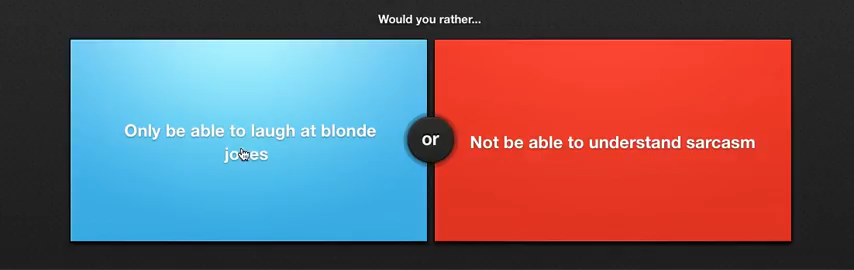 Would you rather...
Only be able to laugh at blonde
jokes
or
Not be able to understand sarcasm